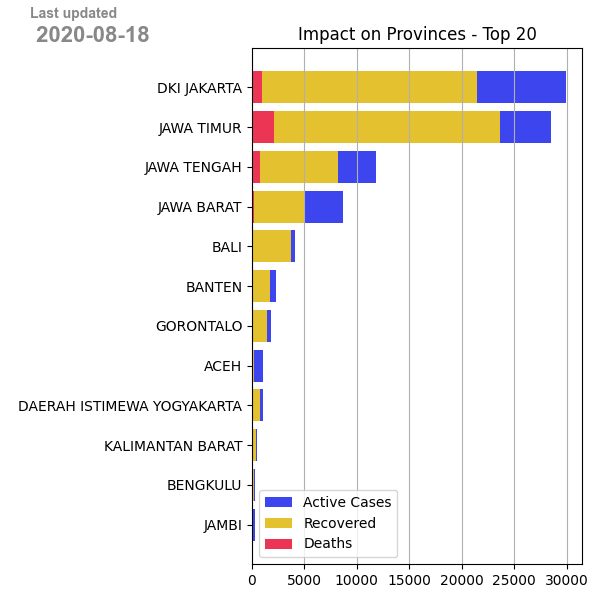 Last updated
2020-08-18
Impact on Provinces - Top 20
DKI JAKARTA
JAWA TIMUR
JAWA TENGAH
JAWA BARAT
BALI
BANTEN
GORONTALO
ACEH
DAERAH ISTIMEWA YOGYAKARTA
KALIMANTAN BARAT
BENGKULU
JAMBI
Active Cases
Recovered
Deaths
0 5000 10000 15000 20000 25000 30000